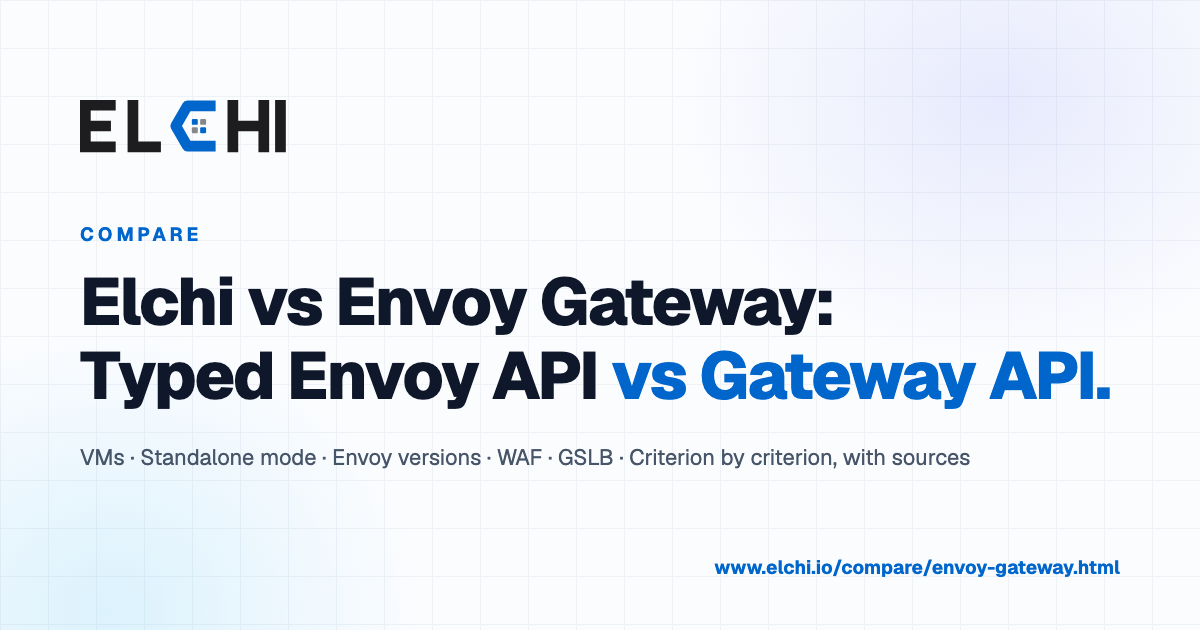 ELCHI
COMPARE
Elchi vs Envoy Gateway:
Typed Envoy API vs Gateway API.
VMs · Standalone mode · Envoy versions · WAF · GSLB · Criterion by criterion, with sources
www.elchi.io/compare/envoy-gateway.html